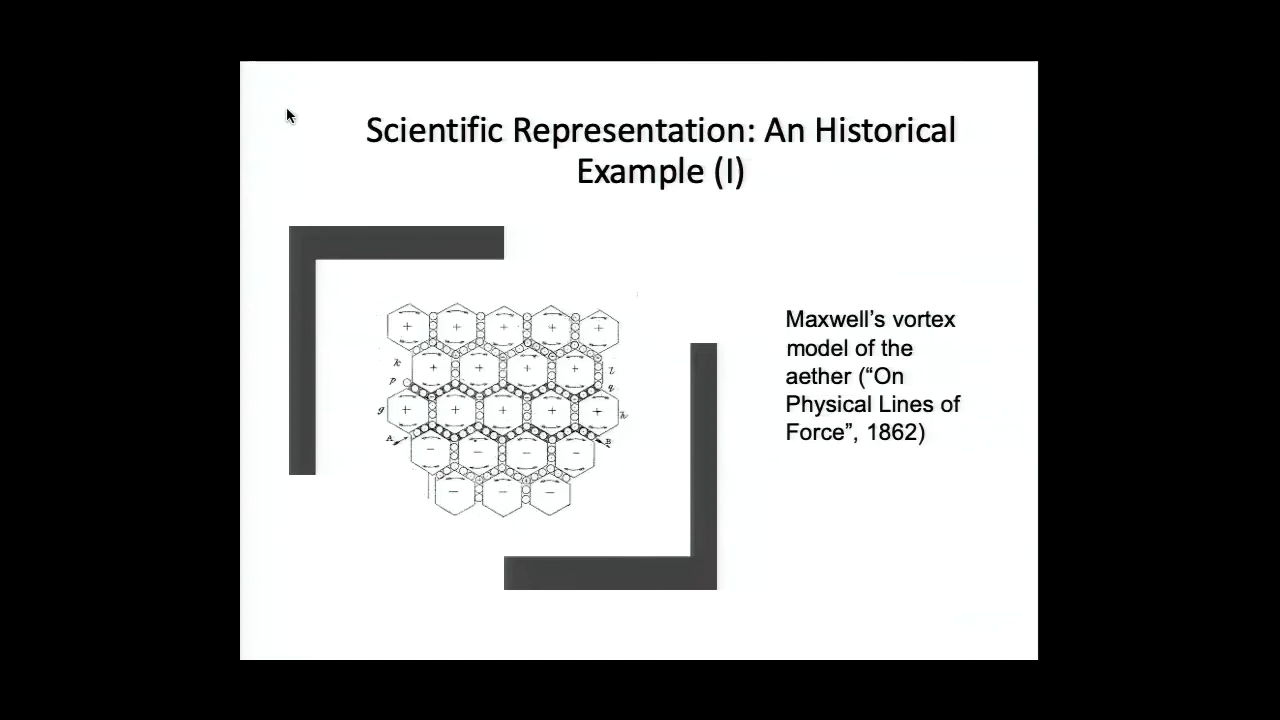 Scientific Representation: An Historical
Example (I)
+ + + + +
k
+ + + +
l
p
q
g
+ + + + +
h
A
B
− − − −
− − −
Maxwell’s vortex
model of the
aether (“On
Physical Lines of
Force”, 1862)